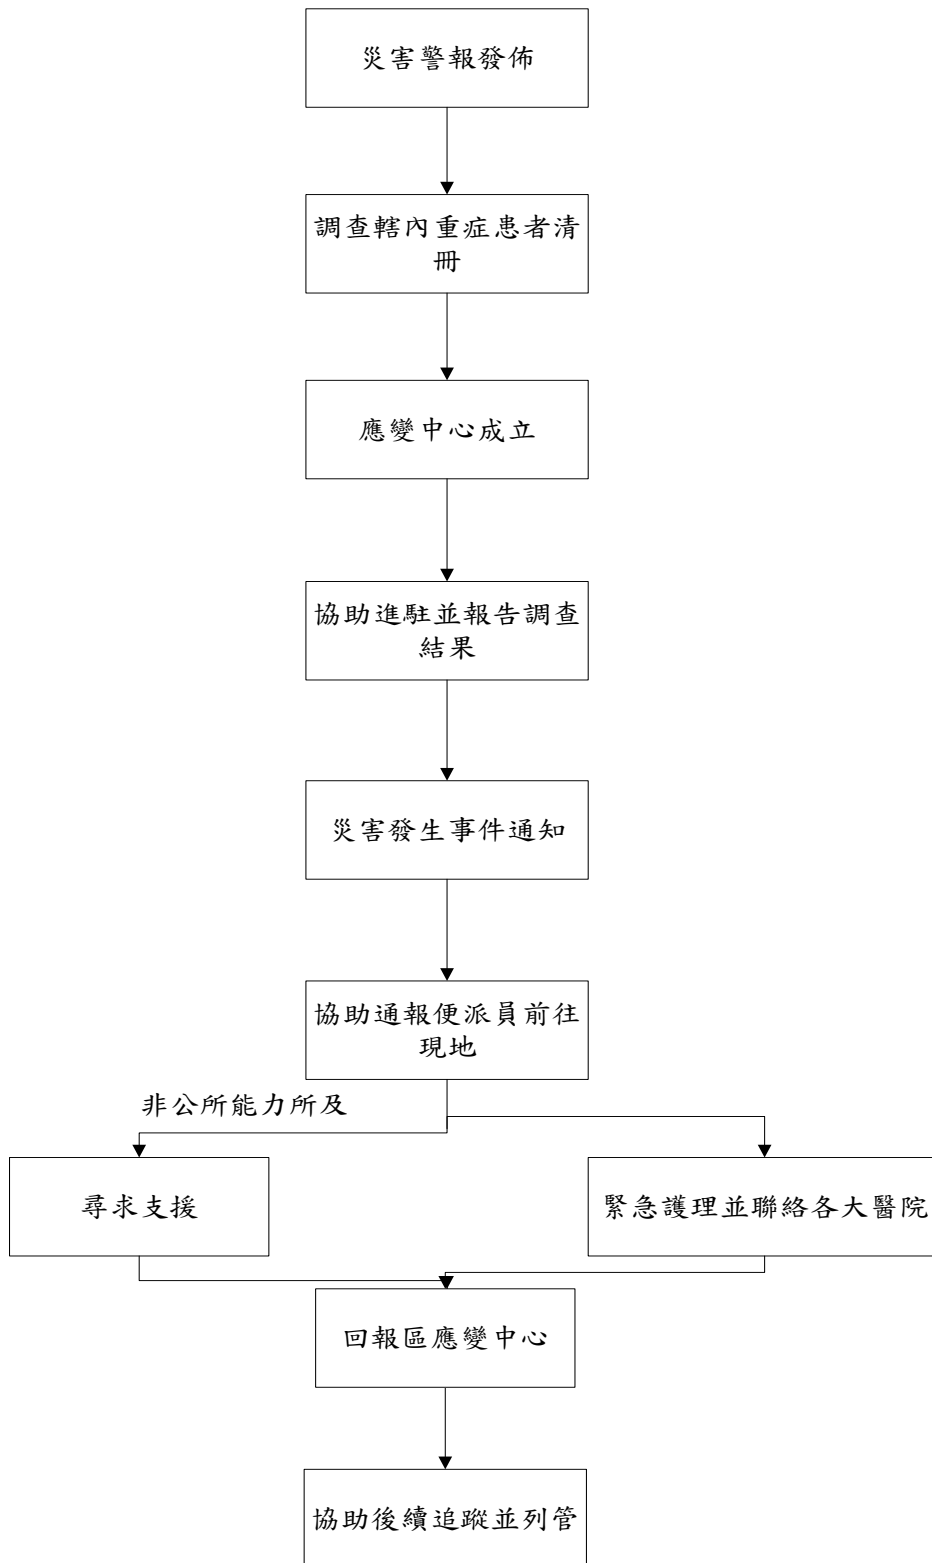 災害警報發佈
調查轄內重症患者清
冊
應變中心成立
協助進駐並報告調查
結果
災害發生事件通知
協助通報便派員前往
現地
非公所能力所及
尋求支援
緊急護理並聯絡各大醫院
回報區應變中心
協助後續追蹤並列管